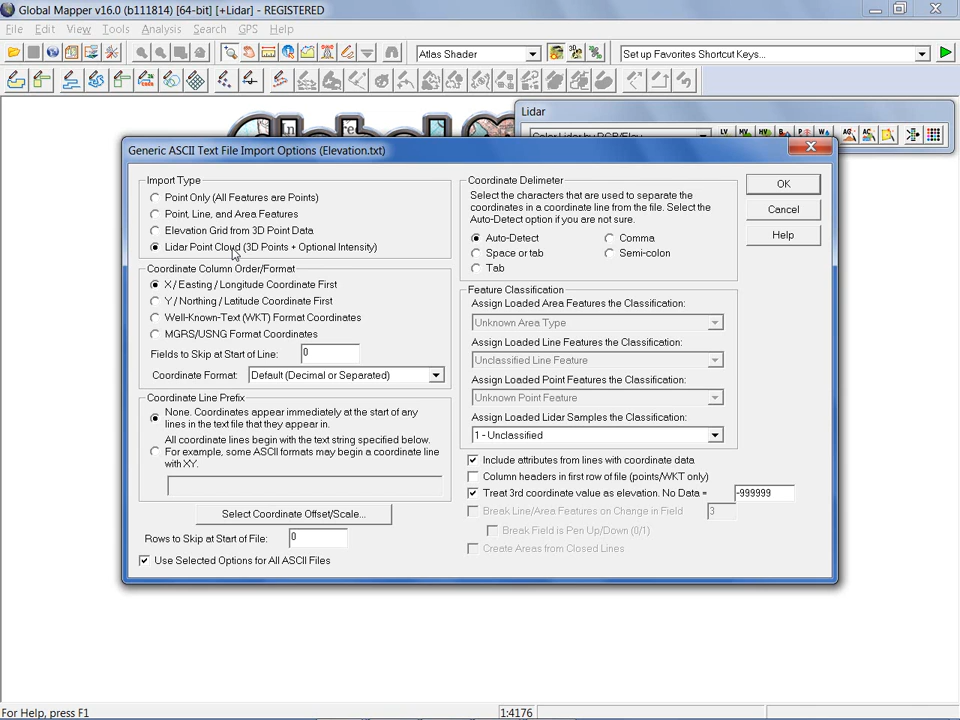 Global Mapper v16.0 (b111814) [64-bit] [+Lidar] - REGISTERED
File Edit View Tools Analysis Search GPS Help
Atlas Shader
Set up Favorites Shortcut Keys...
Lidar
Generic ASCII Text File Import Options (Elevation.txt)
Import Type
Point Only (All Features are Points)
Point, Line, and Area Features
Elevation Grid from 3D Point Data
Lidar Point Cloud (3D Points + Optional Intensity)
Coordinate Column Order/Format
X / Easting / Longitude Coordinate First
Y / Northing / Latitude Coordinate First
Well-Known-Text (WKT) Format Coordinates
MGRS/USNG Format Coordinates
Fields to Skip at Start of Line: 0
Coordinate Format: Default (Decimal or Separated)
Coordinate Line Prefix
None. Coordinates appear immediately at the start of any
lines in the text file that they appear in.
All coordinate lines begin with the text string specified below.
For example, some ASCII formats may begin a coordinate line
with XY.
Select Coordinate Offset/Scale...
Rows to Skip at Start of File: 0
Use Selected Options for All ASCII Files
Coordinate Delimeter
Select the characters that are used to separate the
coordinates in a coordinate line from the file. Select the
Auto-Detect option if you are not sure.
Auto-Detect Comma
Space or tab Semi-colon
Tab
Feature Classification
Assign Loaded Area Features the Classification:
Unknown Area Type
Assign Loaded Line Features the Classification:
Unclassified Line Feature
Assign Loaded Point Features the Classification:
Unknown Point Feature
Assign Loaded Lidar Samples the Classification:
1 - Unclassified
Include attributes from lines with coordinate data
Column headers in first row of file (points/WKT only)
Treat 3rd coordinate value as elevation. No Data = -999999
Break Line/Area Features on Change in Field 3
Break Field is Pen Up/Down (0/1)
Create Areas from Closed Lines
OK
Cancel
Help
For Help, press F1
1:4176